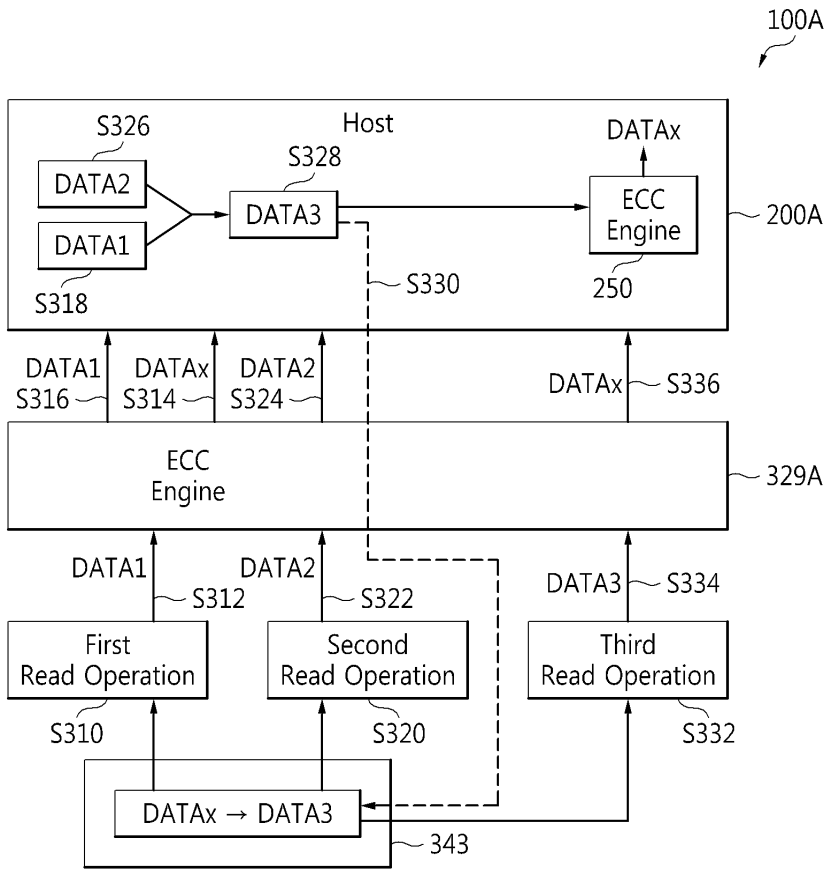 100A
Host
S326
DATA2
S328
DATA3
DATAx
ECC
Engine
250
200A
DATA1
S318
S330
DATA1
S316
DATAx
S314
DATA2
S324
DATAx
S336
ECC
Engine
329A
DATA1
S312
DATA2
S322
DATA3
S334
First
Read Operation
S310
Second
Read Operation
S320
Third
Read Operation
S332
DATAx → DATA3
343